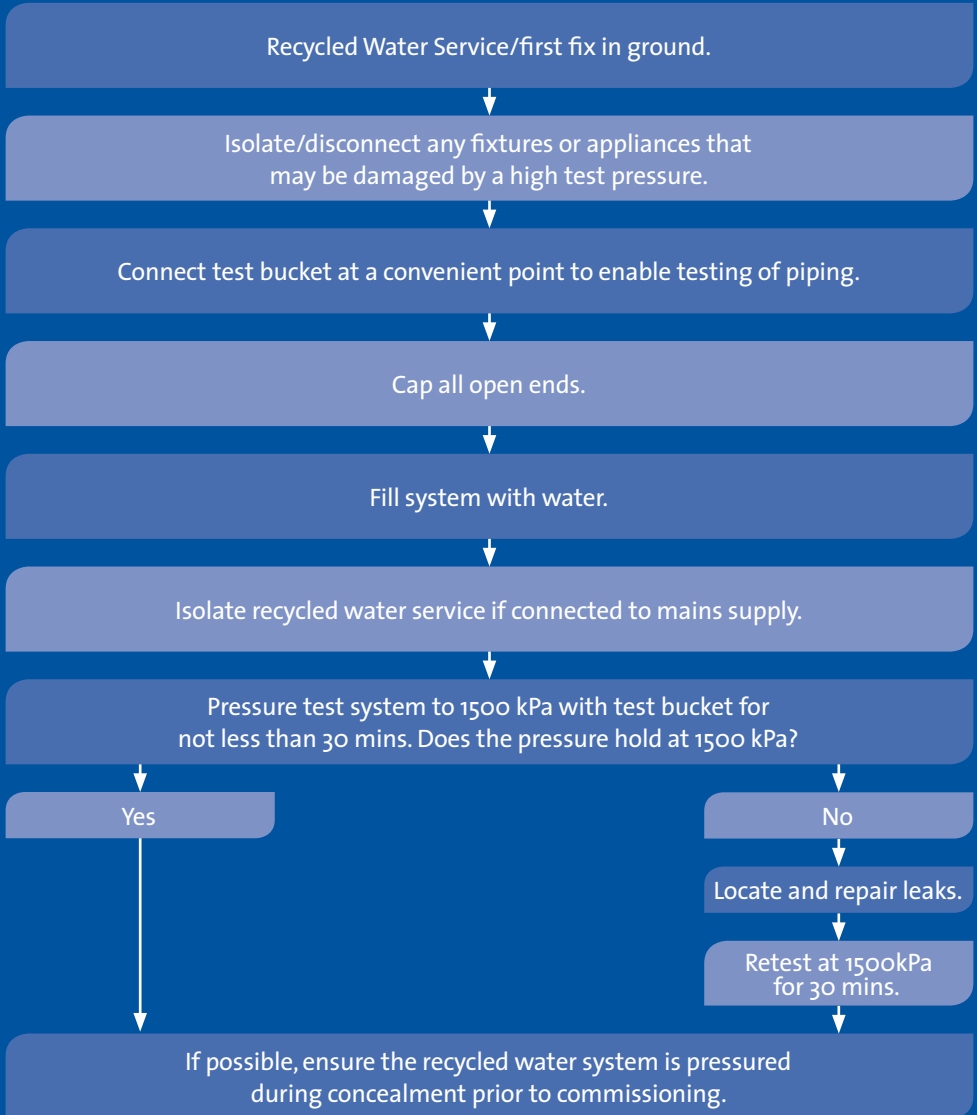 Recycled Water Service/first fix in ground.
Isolate/disconnect any fixtures or appliances that
may be damaged by a high test pressure.
Connect test bucket at a convenient point to enable testing of piping.
Cap all open ends.
Fill system with water.
Isolate recycled water service if connected to mains supply.
Pressure test system to 1500 kPa with test bucket for
not less than 30 mins. Does the pressure hold at 1500 kPa?
Yes
No
Locate and repair leaks.
Retest at 1500kPa
for 30 mins.
If possible, ensure the recycled water system is pressured
during concealment prior to commissioning.